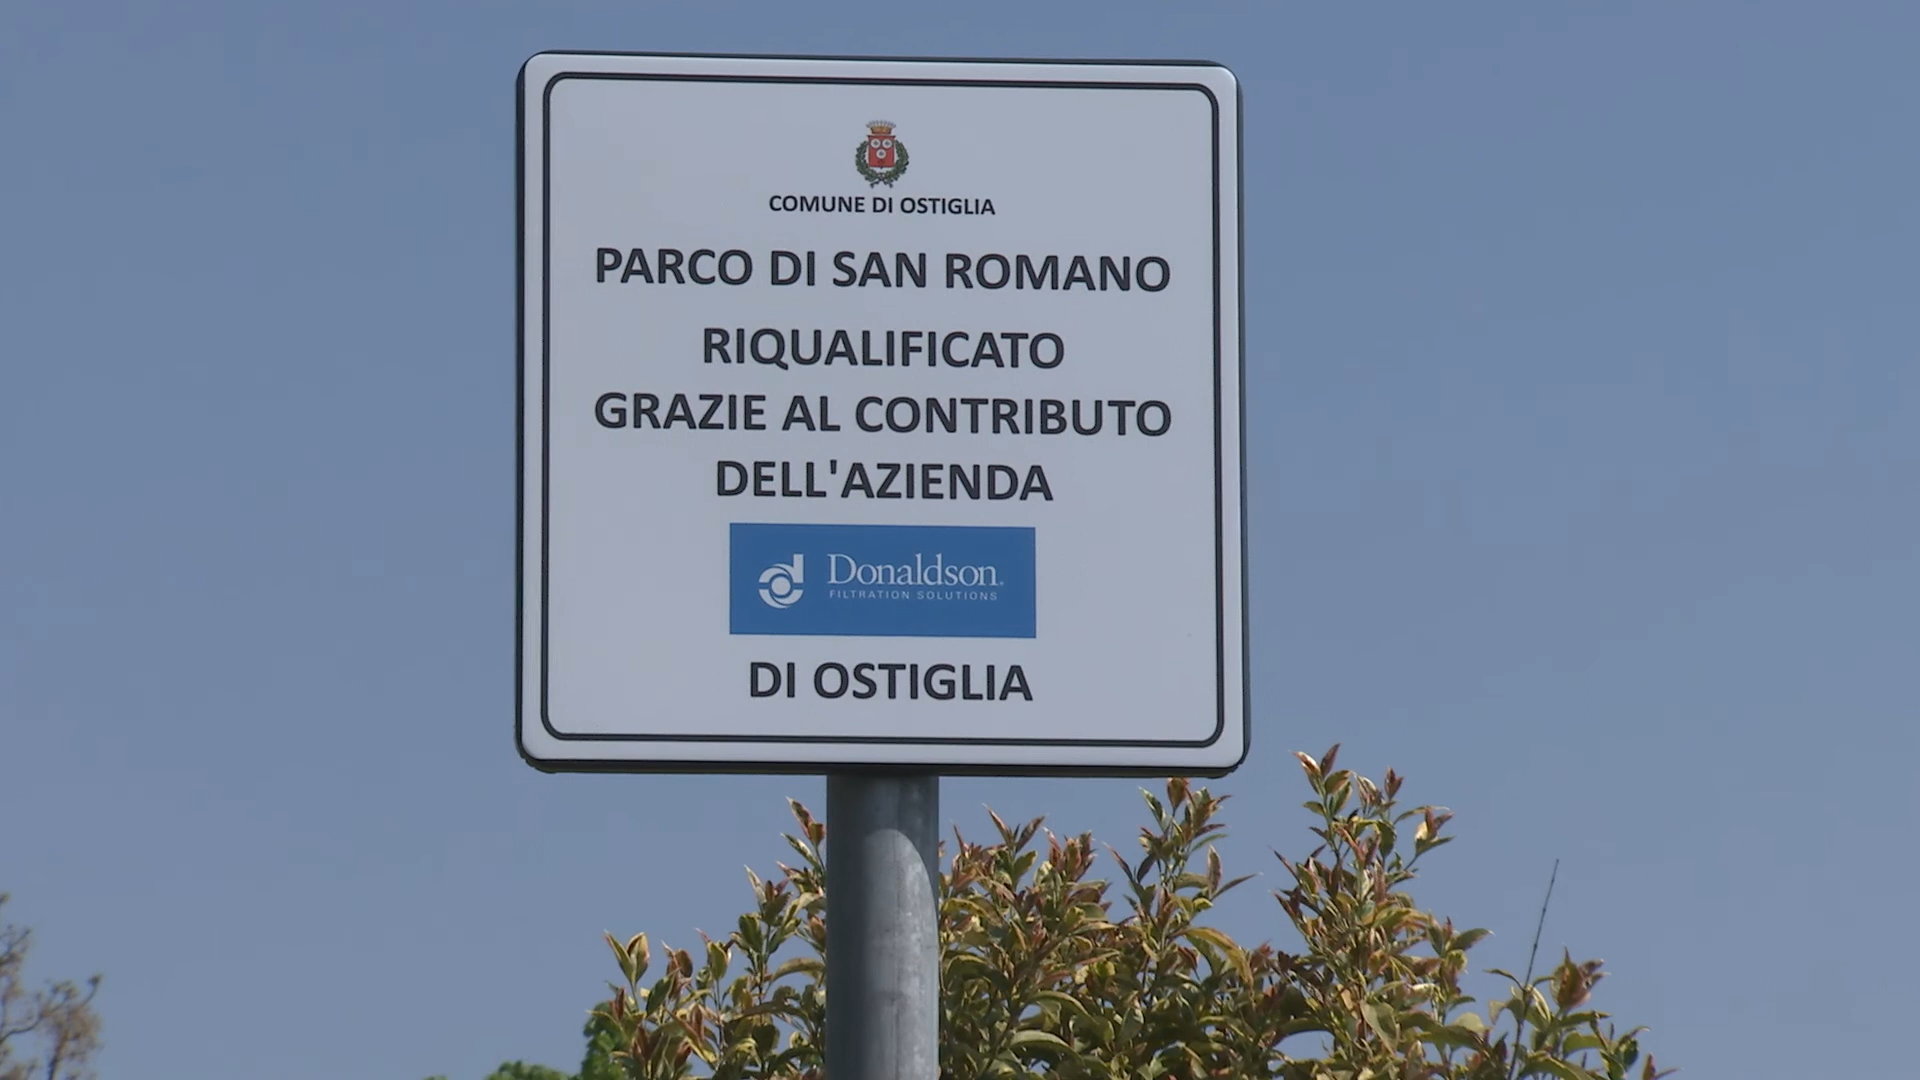 COMUNE DI OSTIGLIA
PARCO DI SAN ROMANO
RIQUALIFICATO
GRAZIE AL CONTRIBUTO
DELL'AZIENDA
Donaldson
FILTRATION SOLUTIONS
DI OSTIGLIA